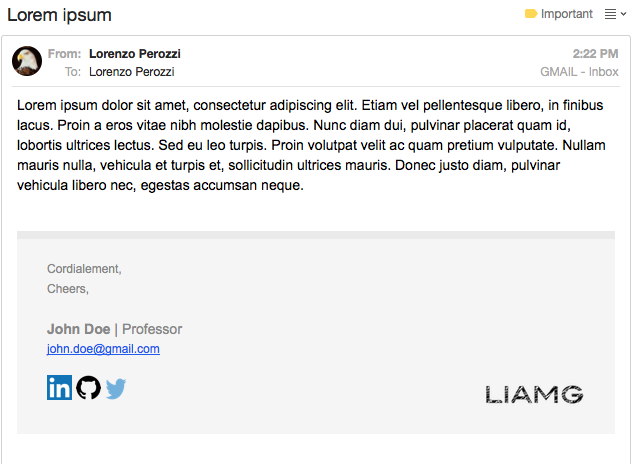 Lorem ipsum
Important
From: Lorenzo Perozzi
2:22 PM
To: Lorenzo Perozzi
GMAIL - Inbox
Lorem ipsum dolor sit amet, consectetur adipiscing elit. Etiam vel pellentesque libero, in finibus
lacus. Proin a eros vitae nibh molestie dapibus. Nunc diam dui, pulvinar placerat quam id,
lobortis ultrices lectus. Sed eu leo turpis. Proin volutpat velit ac quam pretium vulputate. Nullam
mauris nulla, vehicula et turpis et, sollicitudin ultrices mauris. Donec justo diam, pulvinar
vehicula libero nec, egestas accumsan neque.
Cordialement,
Cheers,
John Doe | Professor
john.doe@gmail.com
in
LIAMG